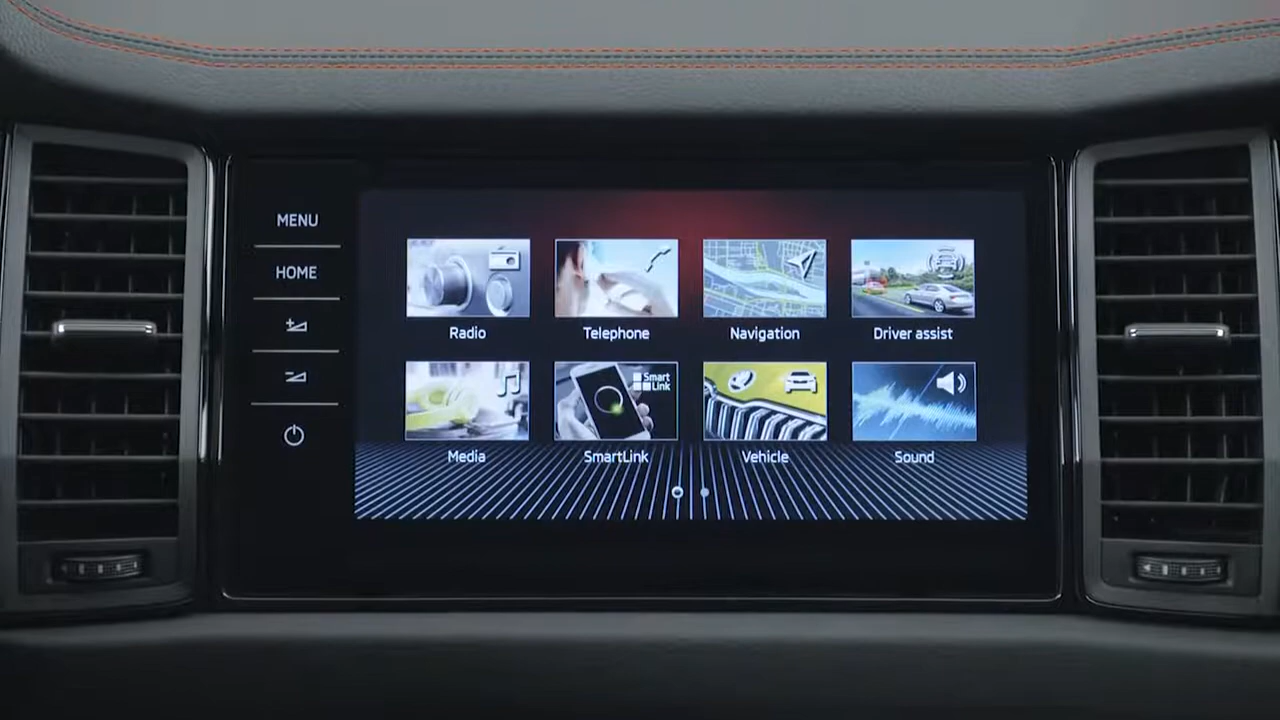 MENU
HOME
Radio
Telephone
Navigation
Driver assist
Smart
Link
Media
SmartLink
Vehicle
Sound